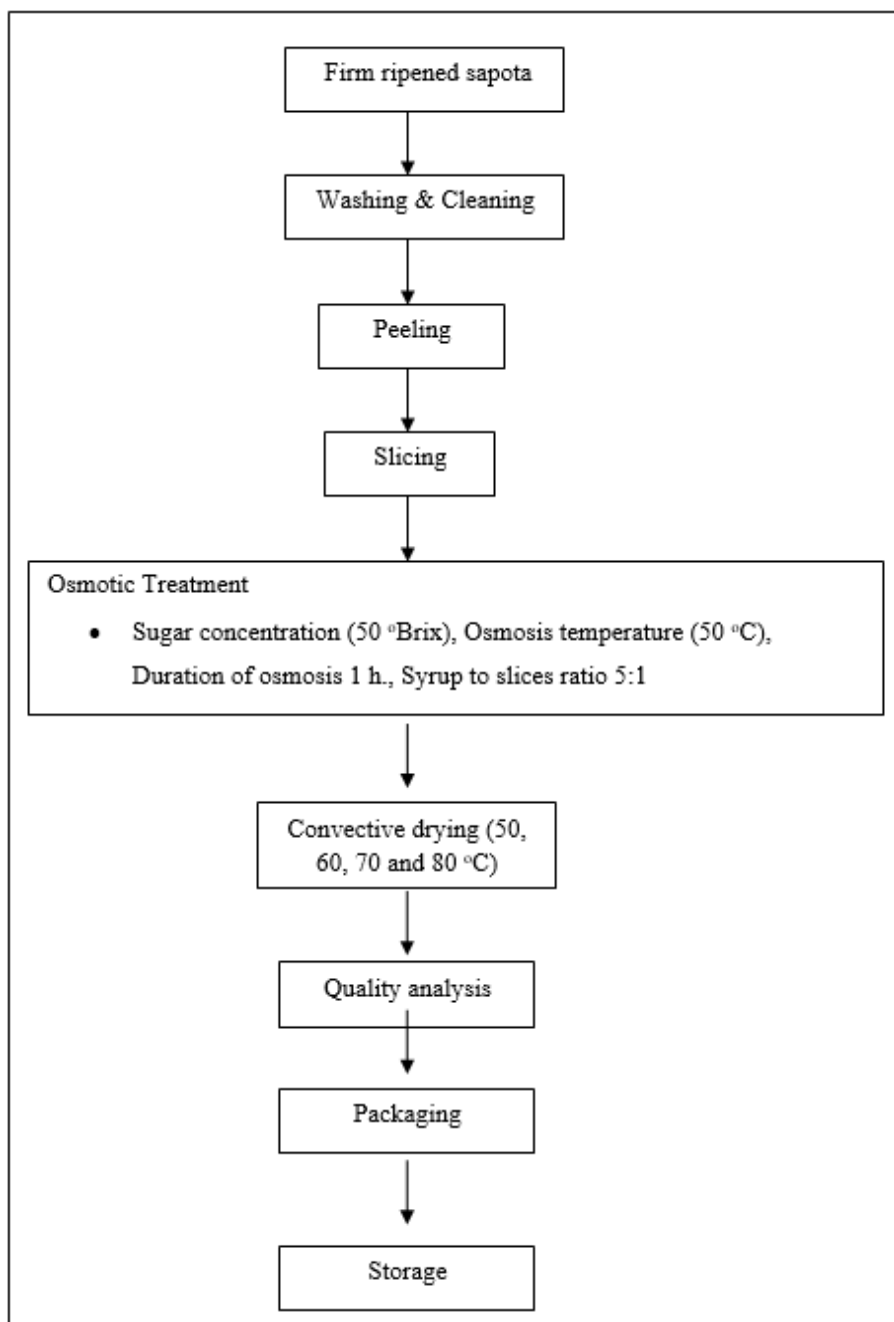 Firm ripened sapota
Washing & Cleaning
Peeling
Slicing
Osmotic Treatment
• Sugar concentration (50 °Brix), Osmosis temperature (50 °C),
Duration of osmosis 1 h., Syrup to slices ratio 5:1
Convective drying (50,
60, 70 and 80 °C)
Quality analysis
Packaging
Storage